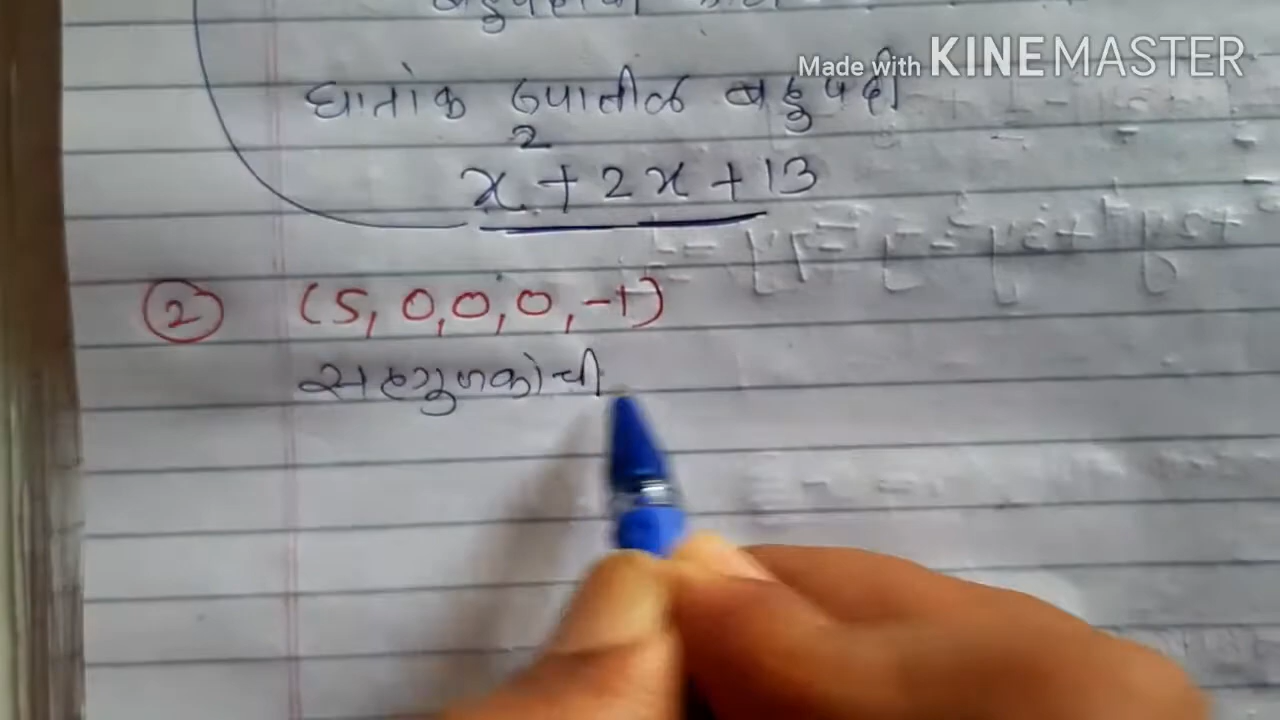 Made with KINEMASTER
घातांक रुपातील बहुपदी
x² + 2x + 13
② (5, 0, 0, 0, -1)
सहगुणकांची